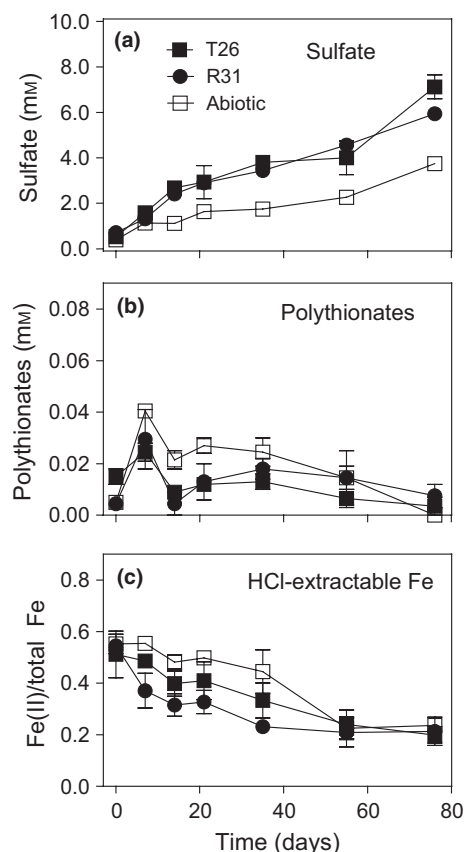 10.0
(a)
T26
Sulfate
8.0
R31
Abiotic
6.0
4.0
2.0
0.0
Sulfate (mM)
(b)
Polythionates
0.08
0.06
0.04
0.02
0.00
Polythionates (mM)
(c)
HCl-extractable Fe
0.8
0.6
0.4
0.2
0.0
Fe(II)/total Fe
0 20 40 60 80
Time (days)